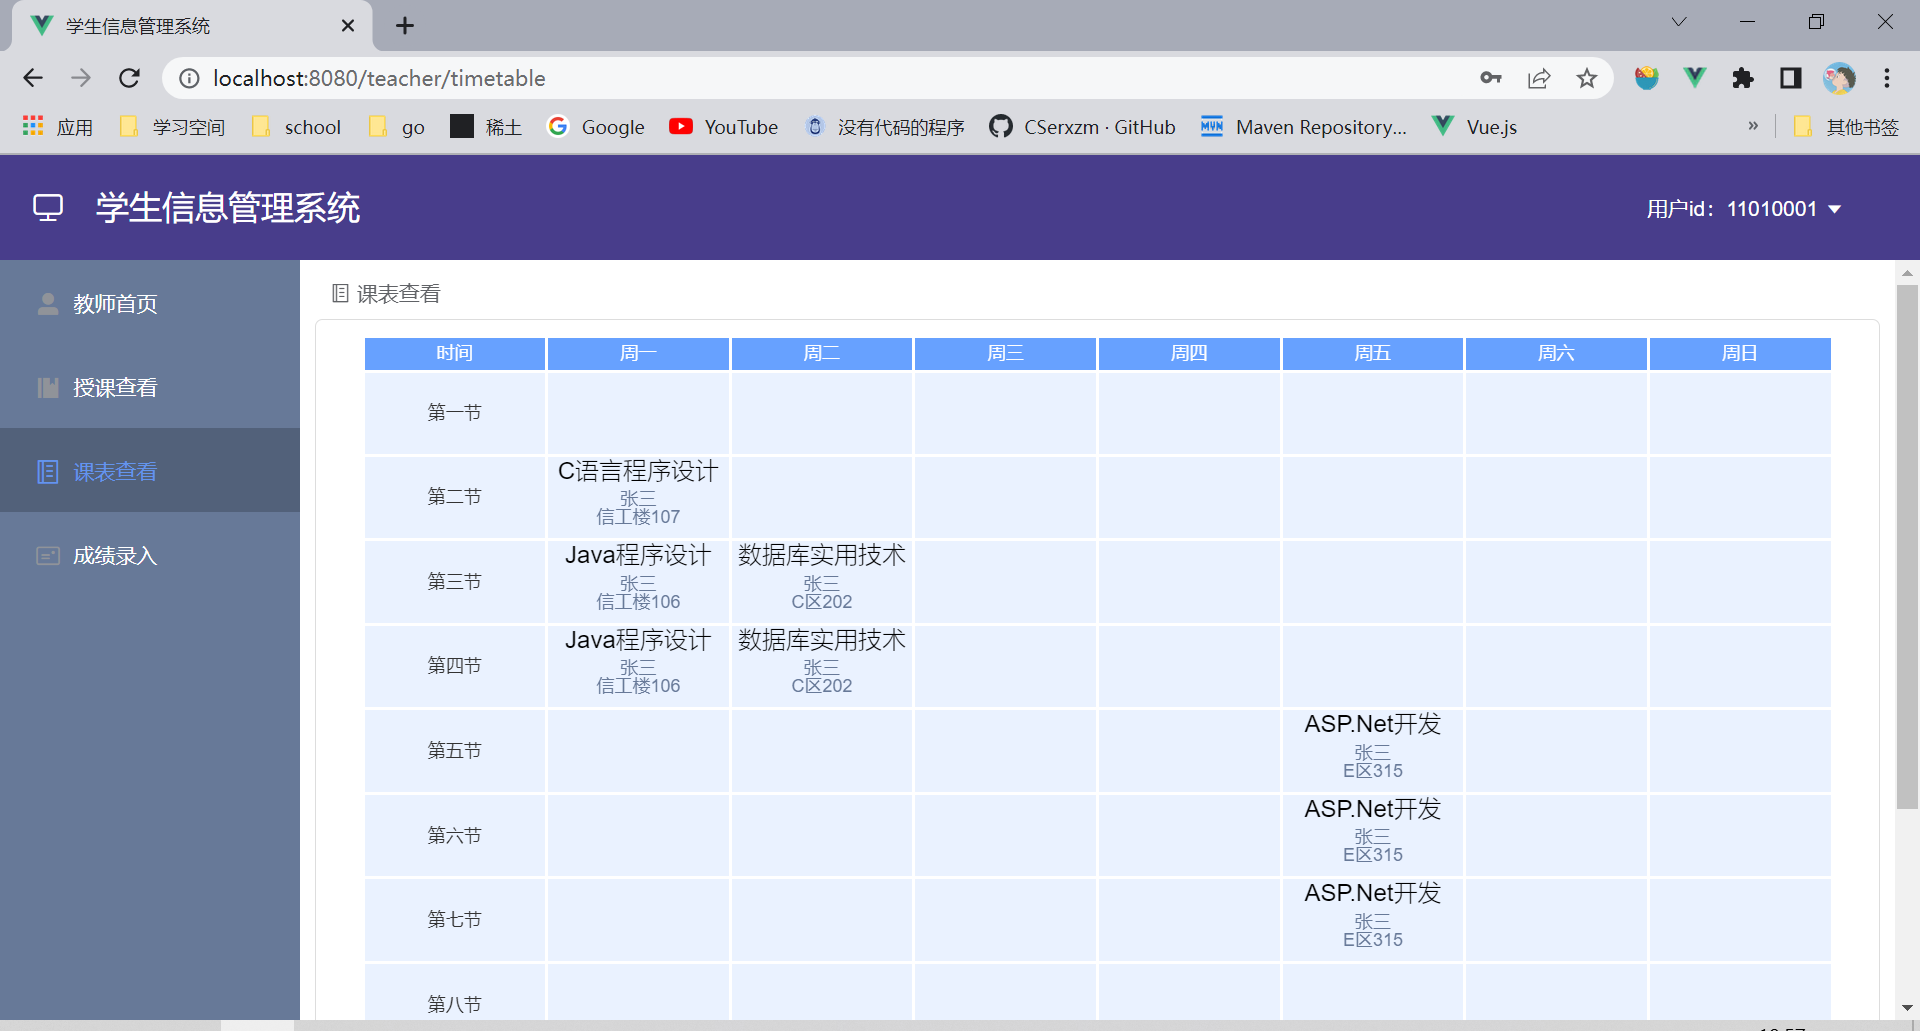 学生信息管理系统
localhost:8080/teacher/timetable
应用 学习空间 school go 稀土 Google YouTube 没有代码的程序 CSerxzm · GitHub Maven Repository... Vue.js » 其他书签
学生信息管理系统
用户id：11010001
教师首页
授课查看
课表查看
成绩录入
课表查看
时间 周一 周二 周三 周四 周五 周六 周日
第一节
第二节
C语言程序设计
张三
信工楼107
第三节
Java程序设计
张三
信工楼106
数据库实用技术
张三
C区202
第四节
Java程序设计
张三
信工楼106
数据库实用技术
张三
C区202
第五节
ASP.Net开发
张三
E区315
第六节
ASP.Net开发
张三
E区315
第七节
ASP.Net开发
张三
E区315
第八节